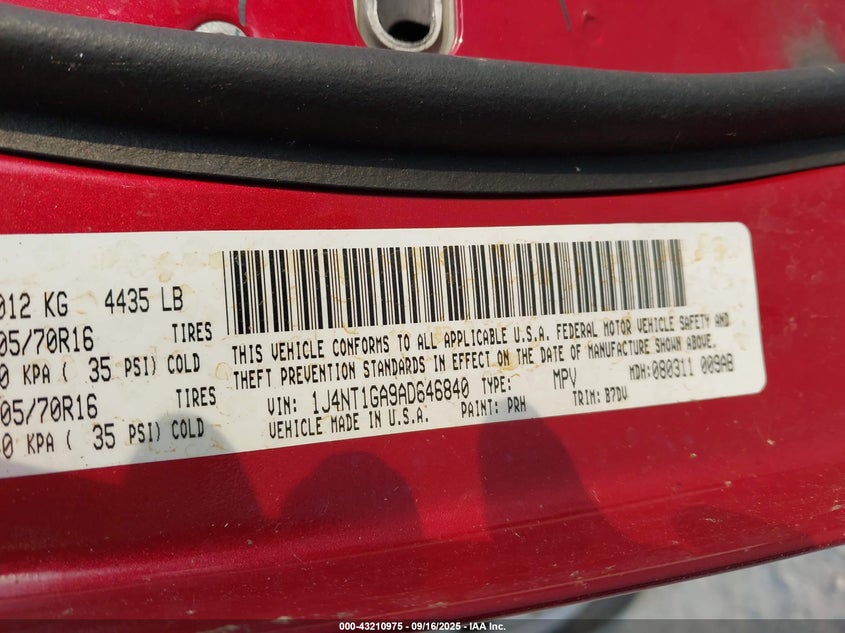 012 KG 4435 LB
05/70R16 TIRES
0 KPA ( 35 PSI) COLD
05/70R16 TIRES
0 KPA ( 35 PSI) COLD
THIS VEHICLE CONFORMS TO ALL APPLICABLE U.S.A. FEDERAL MOTOR VEHICLE SAFETY AND
THEFT PREVENTION STANDARDS IN EFFECT ON THE DATE OF MANUFACTURE SHOWN ABOVE.
VIN: 1J4NT1GA9AD646840 TYPE: MPV MDH: 080311 009AB
VEHICLE MADE IN U.S.A. PAINT: PRH TRIM: B7DV
000-43210975 - 09/16/2025 - IAA Inc.